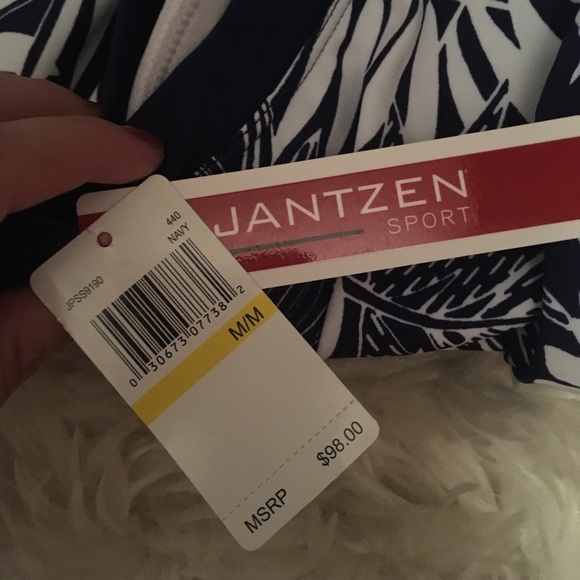 JANTZEN
SPORT
440
NAVY
JPSS9190
0 30673 07738 2
M/M
MSRP $98.00